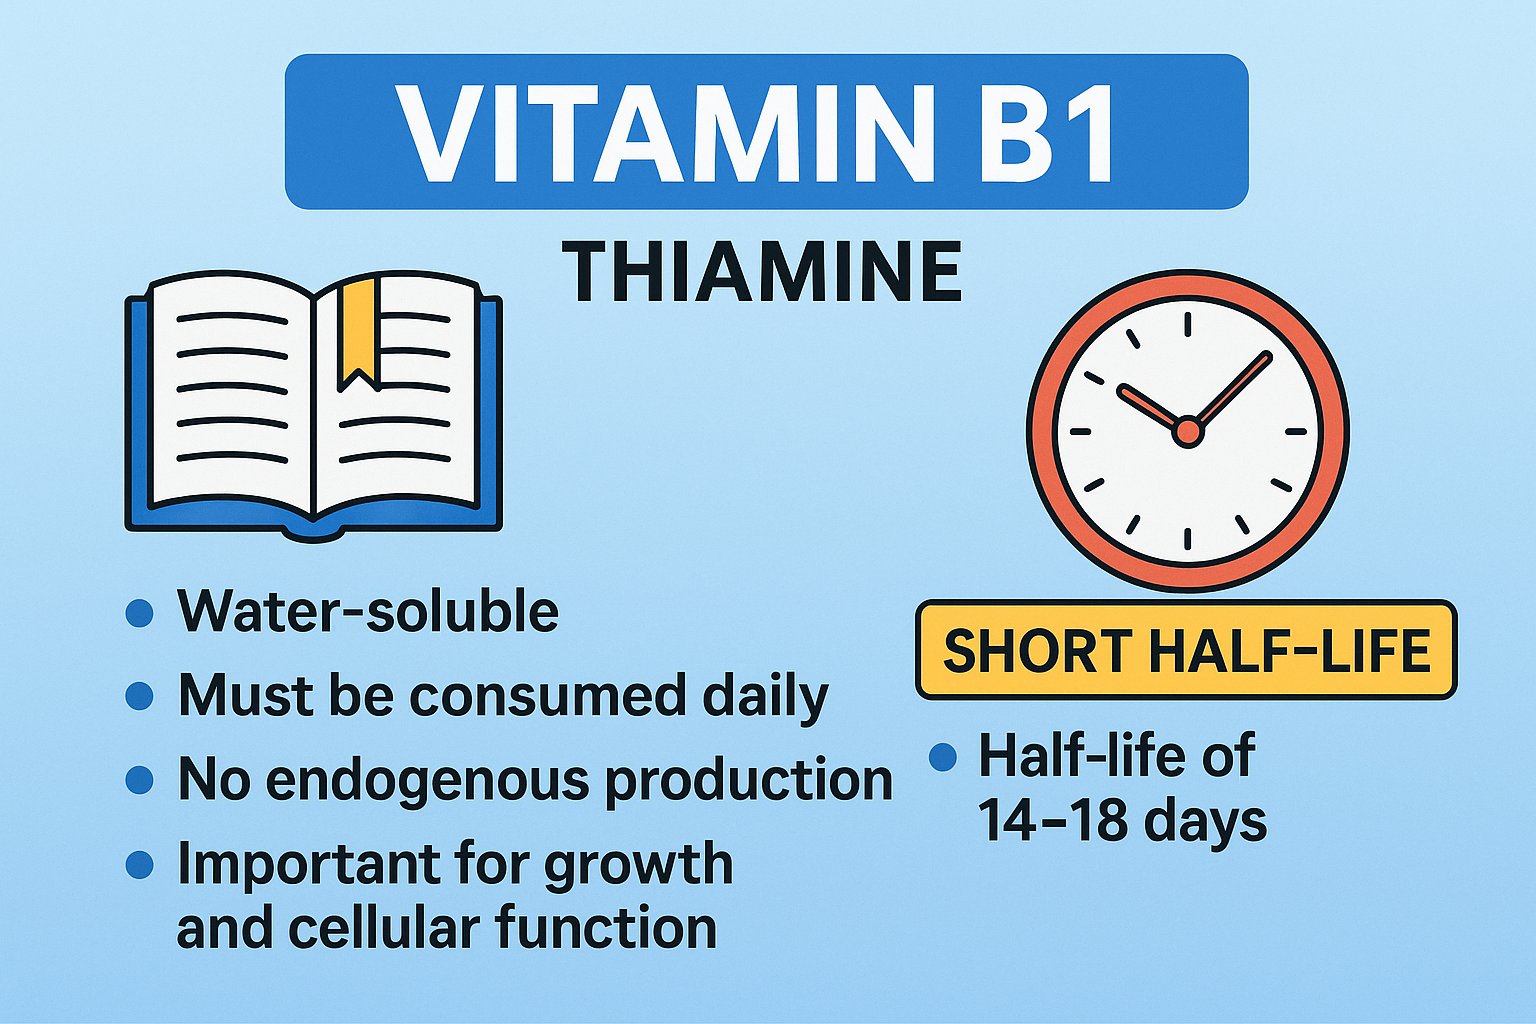 VITAMIN B1
THIAMINE
• Water-soluble
• Must be consumed daily
• No endogenous production
• Important for growth
and cellular function
SHORT HALF-LIFE
• Half-life of
14–18 days